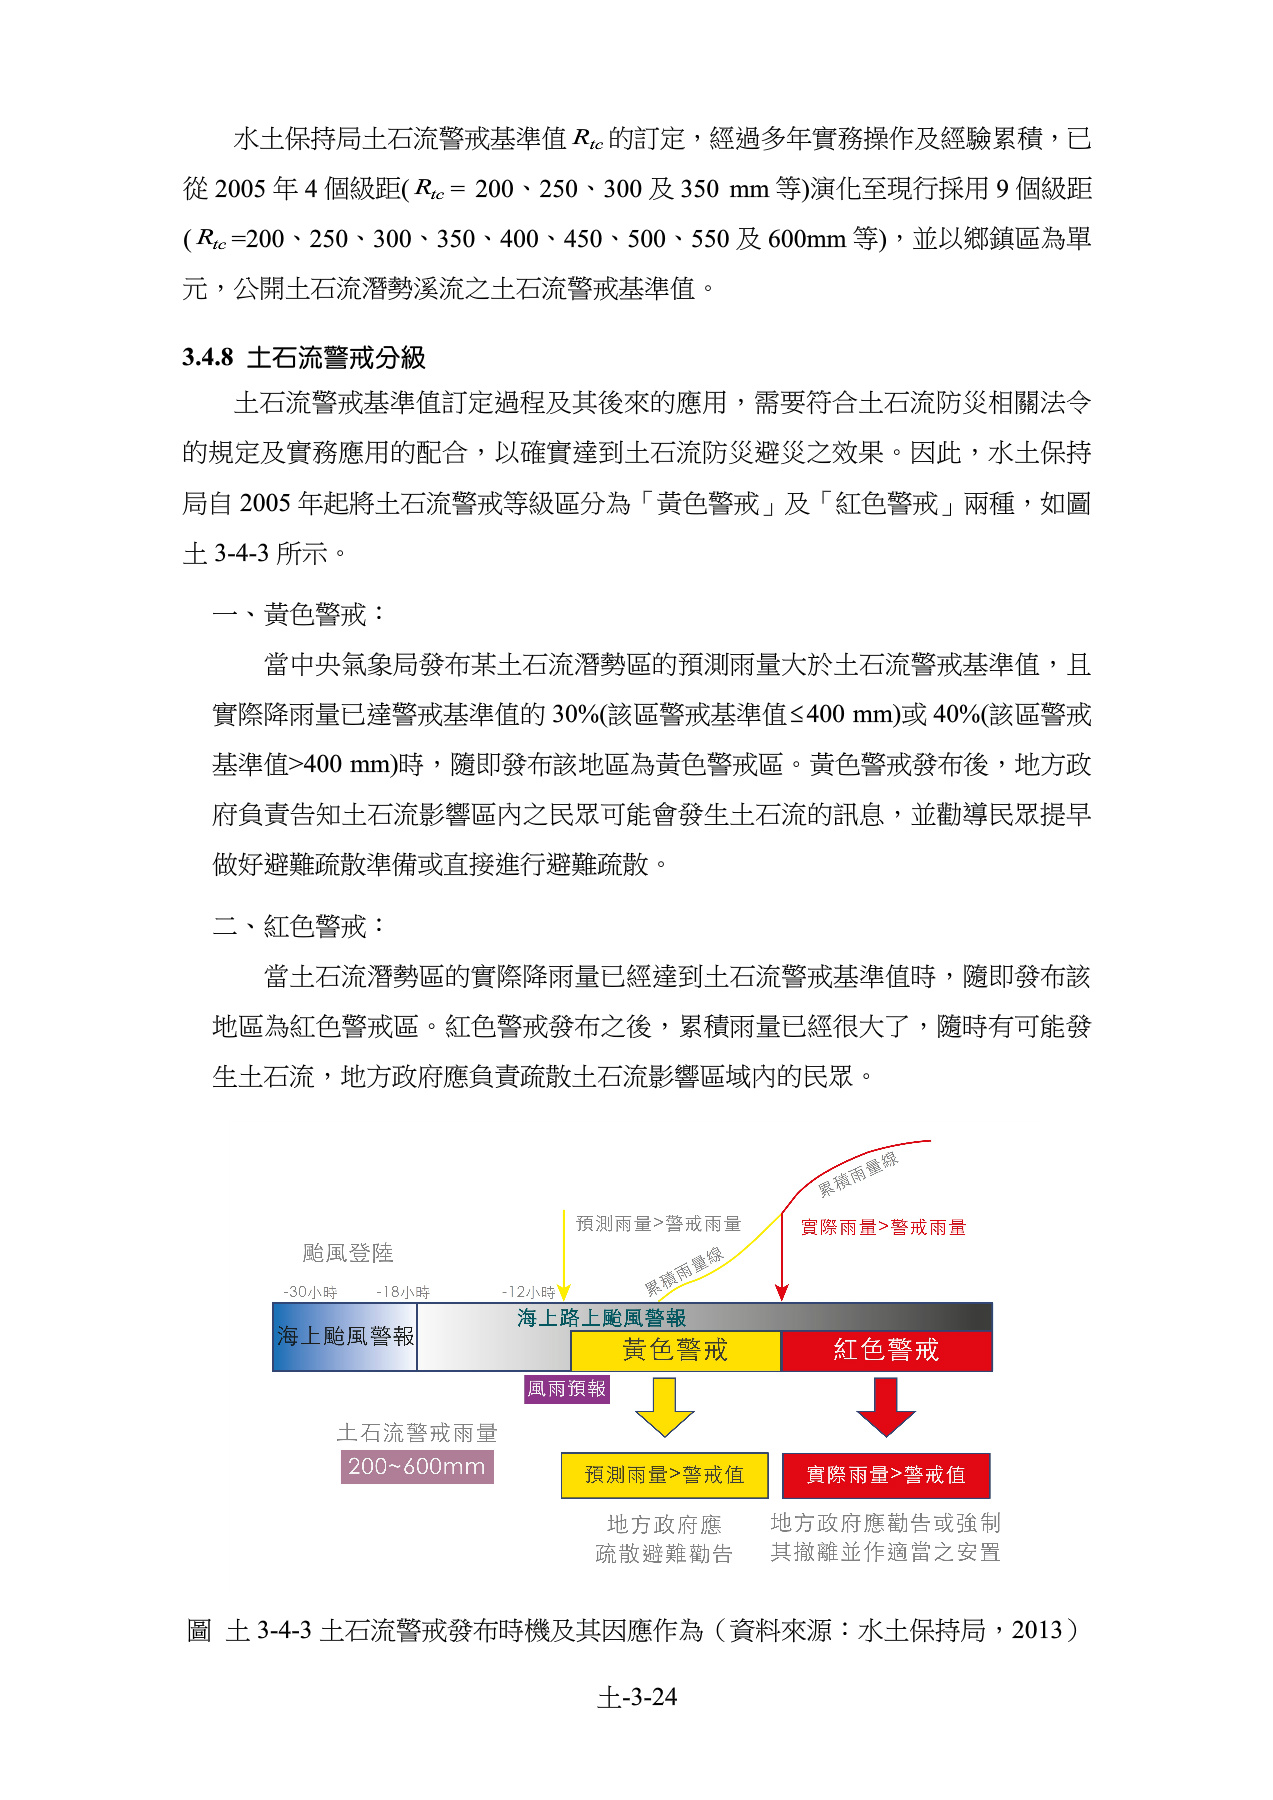 水土保持局土石流警戒基準值 Rtc 的訂定，經過多年實務操作及經驗累積，已
從 2005 年 4 個級距( Rtc = 200、250、300 及 350 mm 等)演化至現行採用 9 個級距
( Rtc =200、250、300、350、400、450、500、550 及 600mm 等)，並以鄉鎮區為單
元，公開土石流潛勢溪流之土石流警戒基準值。
3.4.8 土石流警戒分級
土石流警戒基準值訂定過程及其後來的應用，需要符合土石流防災相關法令
的規定及實務應用的配合，以確實達到土石流防災避災之效果。因此，水土保持
局自 2005 年起將土石流警戒等級區分為「黃色警戒」及「紅色警戒」兩種，如圖
土 3-4-3 所示。
一、黃色警戒：
當中央氣象局發布某土石流潛勢區的預測雨量大於土石流警戒基準值，且
實際降雨量已達警戒基準值的 30%(該區警戒基準值≤400 mm)或 40%(該區警戒
基準值>400 mm)時，隨即發布該地區為黃色警戒區。黃色警戒發布後，地方政
府負責告知土石流影響區內之民眾可能會發生土石流的訊息，並勸導民眾提早
做好避難疏散準備或直接進行避難疏散。
二、紅色警戒：
當土石流潛勢區的實際降雨量已經達到土石流警戒基準值時，隨即發布該
地區為紅色警戒區。紅色警戒發布之後，累積雨量已經很大了，隨時有可能發
生土石流，地方政府應負責疏散土石流影響區域內的民眾。
累積雨量線
預測雨量>警戒雨量
實際雨量>警戒雨量
颱風登陸
累積雨量線
-30小時
-18小時
-12小時
海上路上颱風警報
海上颱風警報
黃色警戒
紅色警戒
風雨預報
土石流警戒雨量
200~600mm
預測雨量>警戒值
實際雨量>警戒值
地方政府應
疏散避難勸告
地方政府應勸告或強制
其撤離並作適當之安置
圖 土 3-4-3 土石流警戒發布時機及其因應作為（資料來源：水土保持局，2013）
土-3-24